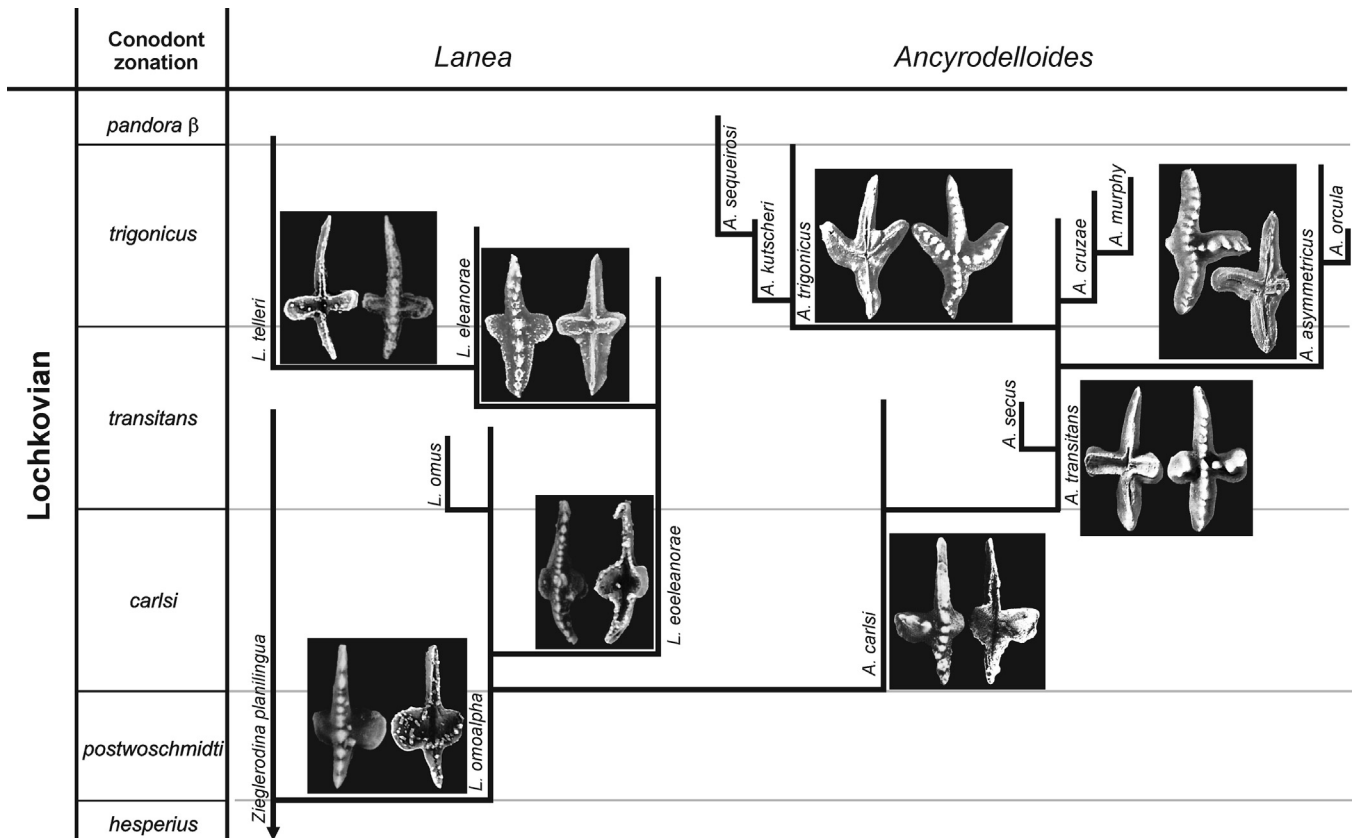 Conodont
zonation
Lanea
Ancyrodelloides
Lochkovian
pandora β
trigonicus
transitans
carlsi
postwoschmidti
hesperius
Zieglerodina planilingua
L. telleri
L. omus
L. eleanorae
L. omoalpha
L. eoeleanorae
A. sequeirosi
A. kutscheri
A. trigonicus
A. carlsi
A. secus
A. transitans
A. cruzae
A. murphy
A. asymmetricus
A. orcula